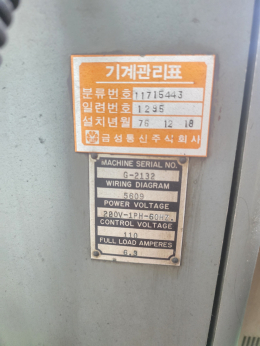 기계관리표
분류번호 11715443
일련번호 1295
설치년월 76 12 18
금성통신주식회사
MACHINE SERIAL NO.
G-2132
WIRING DIAGRAM
5809
POWER VOLTAGE
220V-1PH-60HZ
CONTROL VOLTAGE
110
FULL LOAD AMPERES
6.3